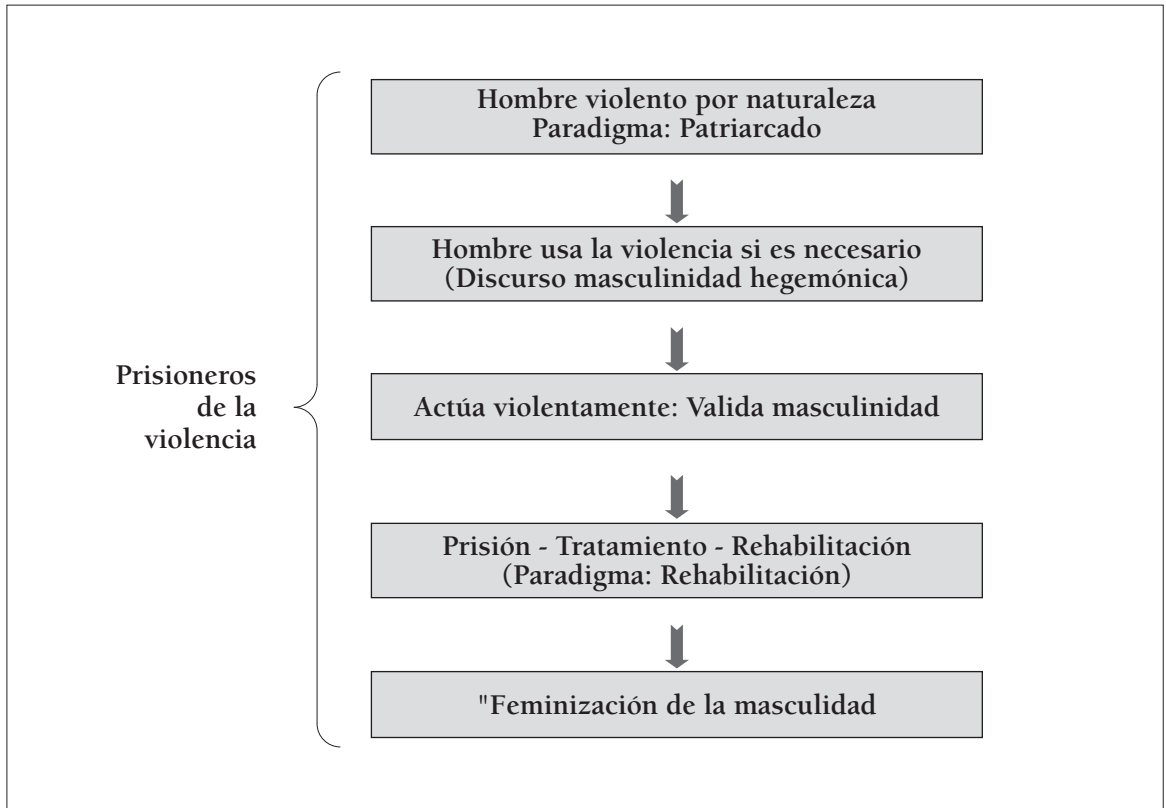 Hombre violento por naturaleza
Paradigma: Patriarcado
Hombre usa la violencia si es necesario
(Discurso masculinidad hegemónica)
Prisioneros
de la
violencia
Actúa violentamente: Valida masculinidad
Prisión - Tratamiento - Rehabilitación
(Paradigma: Rehabilitación)
"Feminización de la masculidad